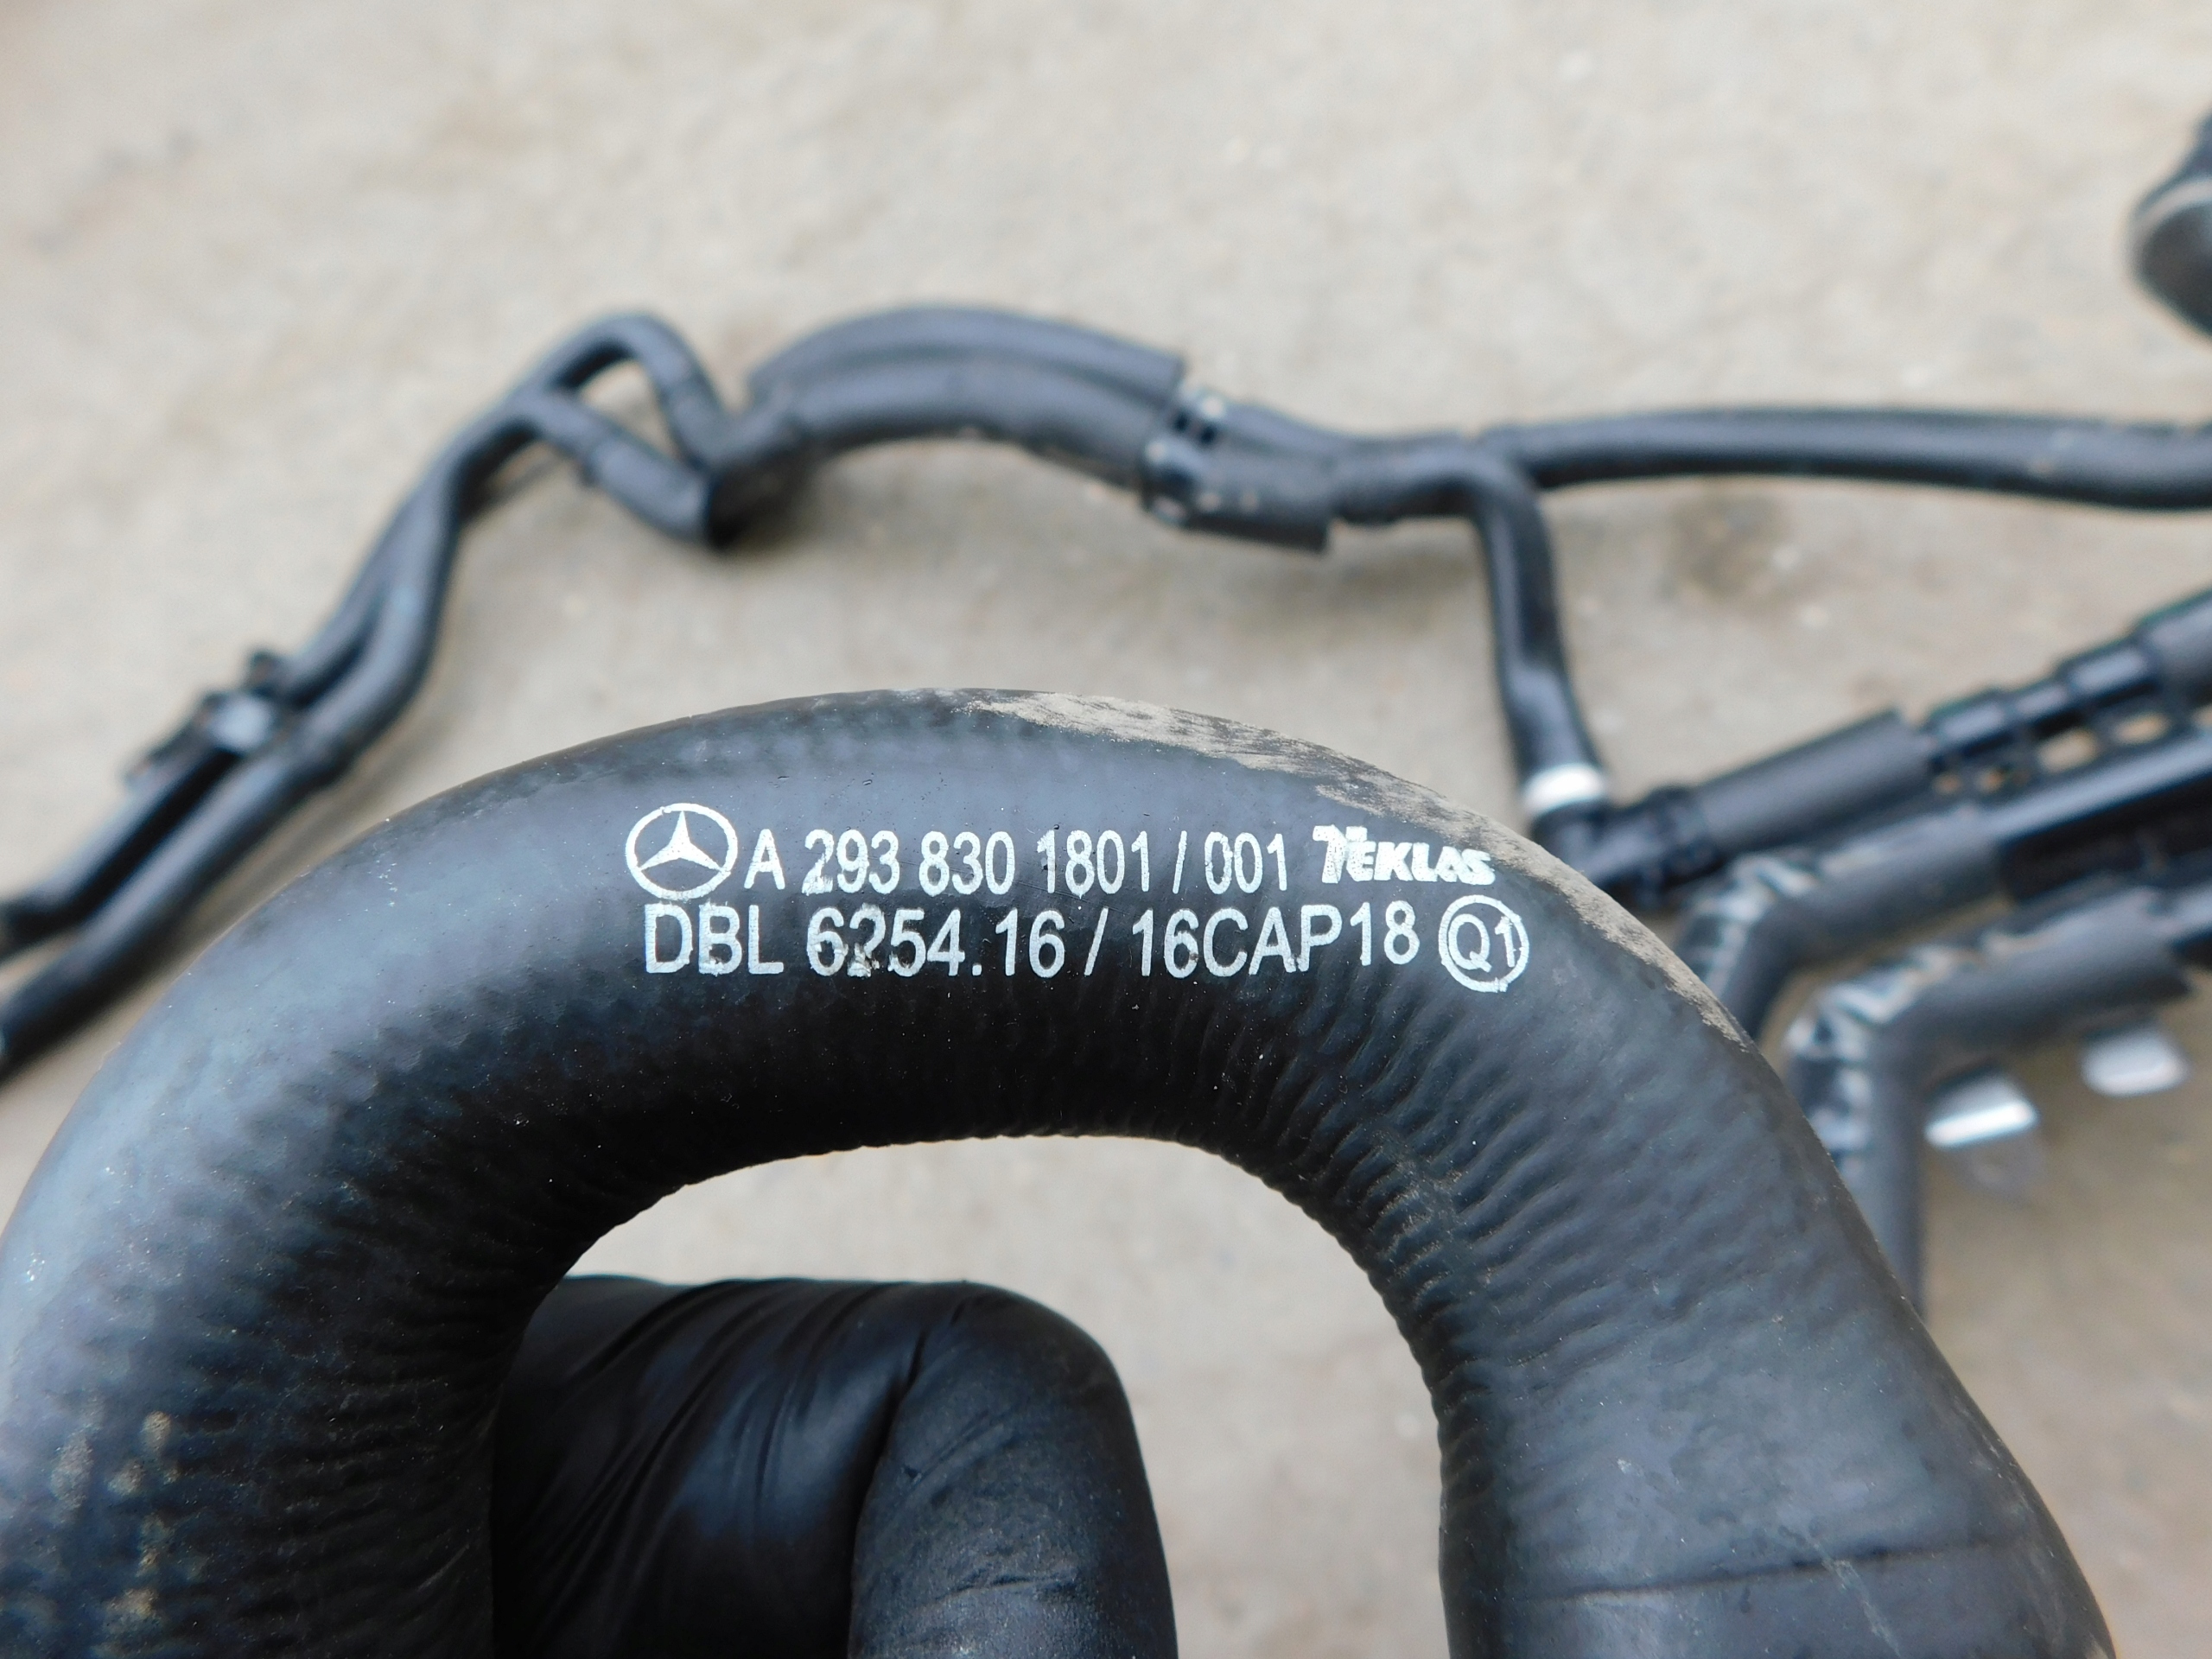 A 293 830 1801 / 001 TEKLAS
DBL 6254.16 / 16CAP18 Q1